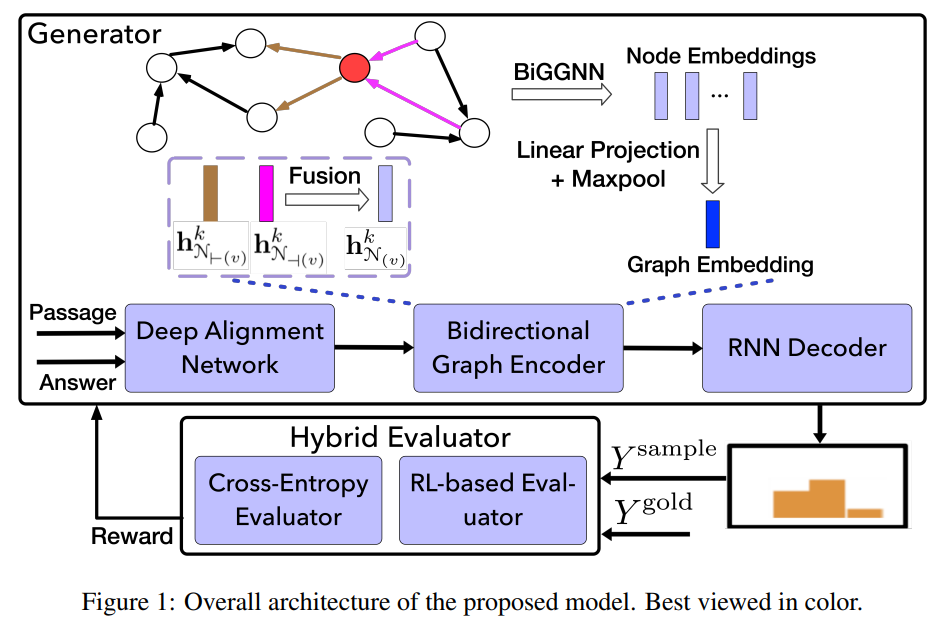 Generator
BiGGNN
Node Embeddings
...
Linear Projection
+ Maxpool
Graph Embedding
Fusion
h^k_{𝒩_{⊢(v)}}
h^k_{𝒩_{⊣(v)}}
h^k_{𝒩_{(v)}}
Passage
Answer
Deep Alignment
Network
Bidirectional
Graph Encoder
RNN Decoder
Hybrid Evaluator
Cross-Entropy
Evaluator
RL-based Eval-
uator
Y^{sample}
Y^{gold}
Reward
Figure 1: Overall architecture of the proposed model. Best viewed in color.